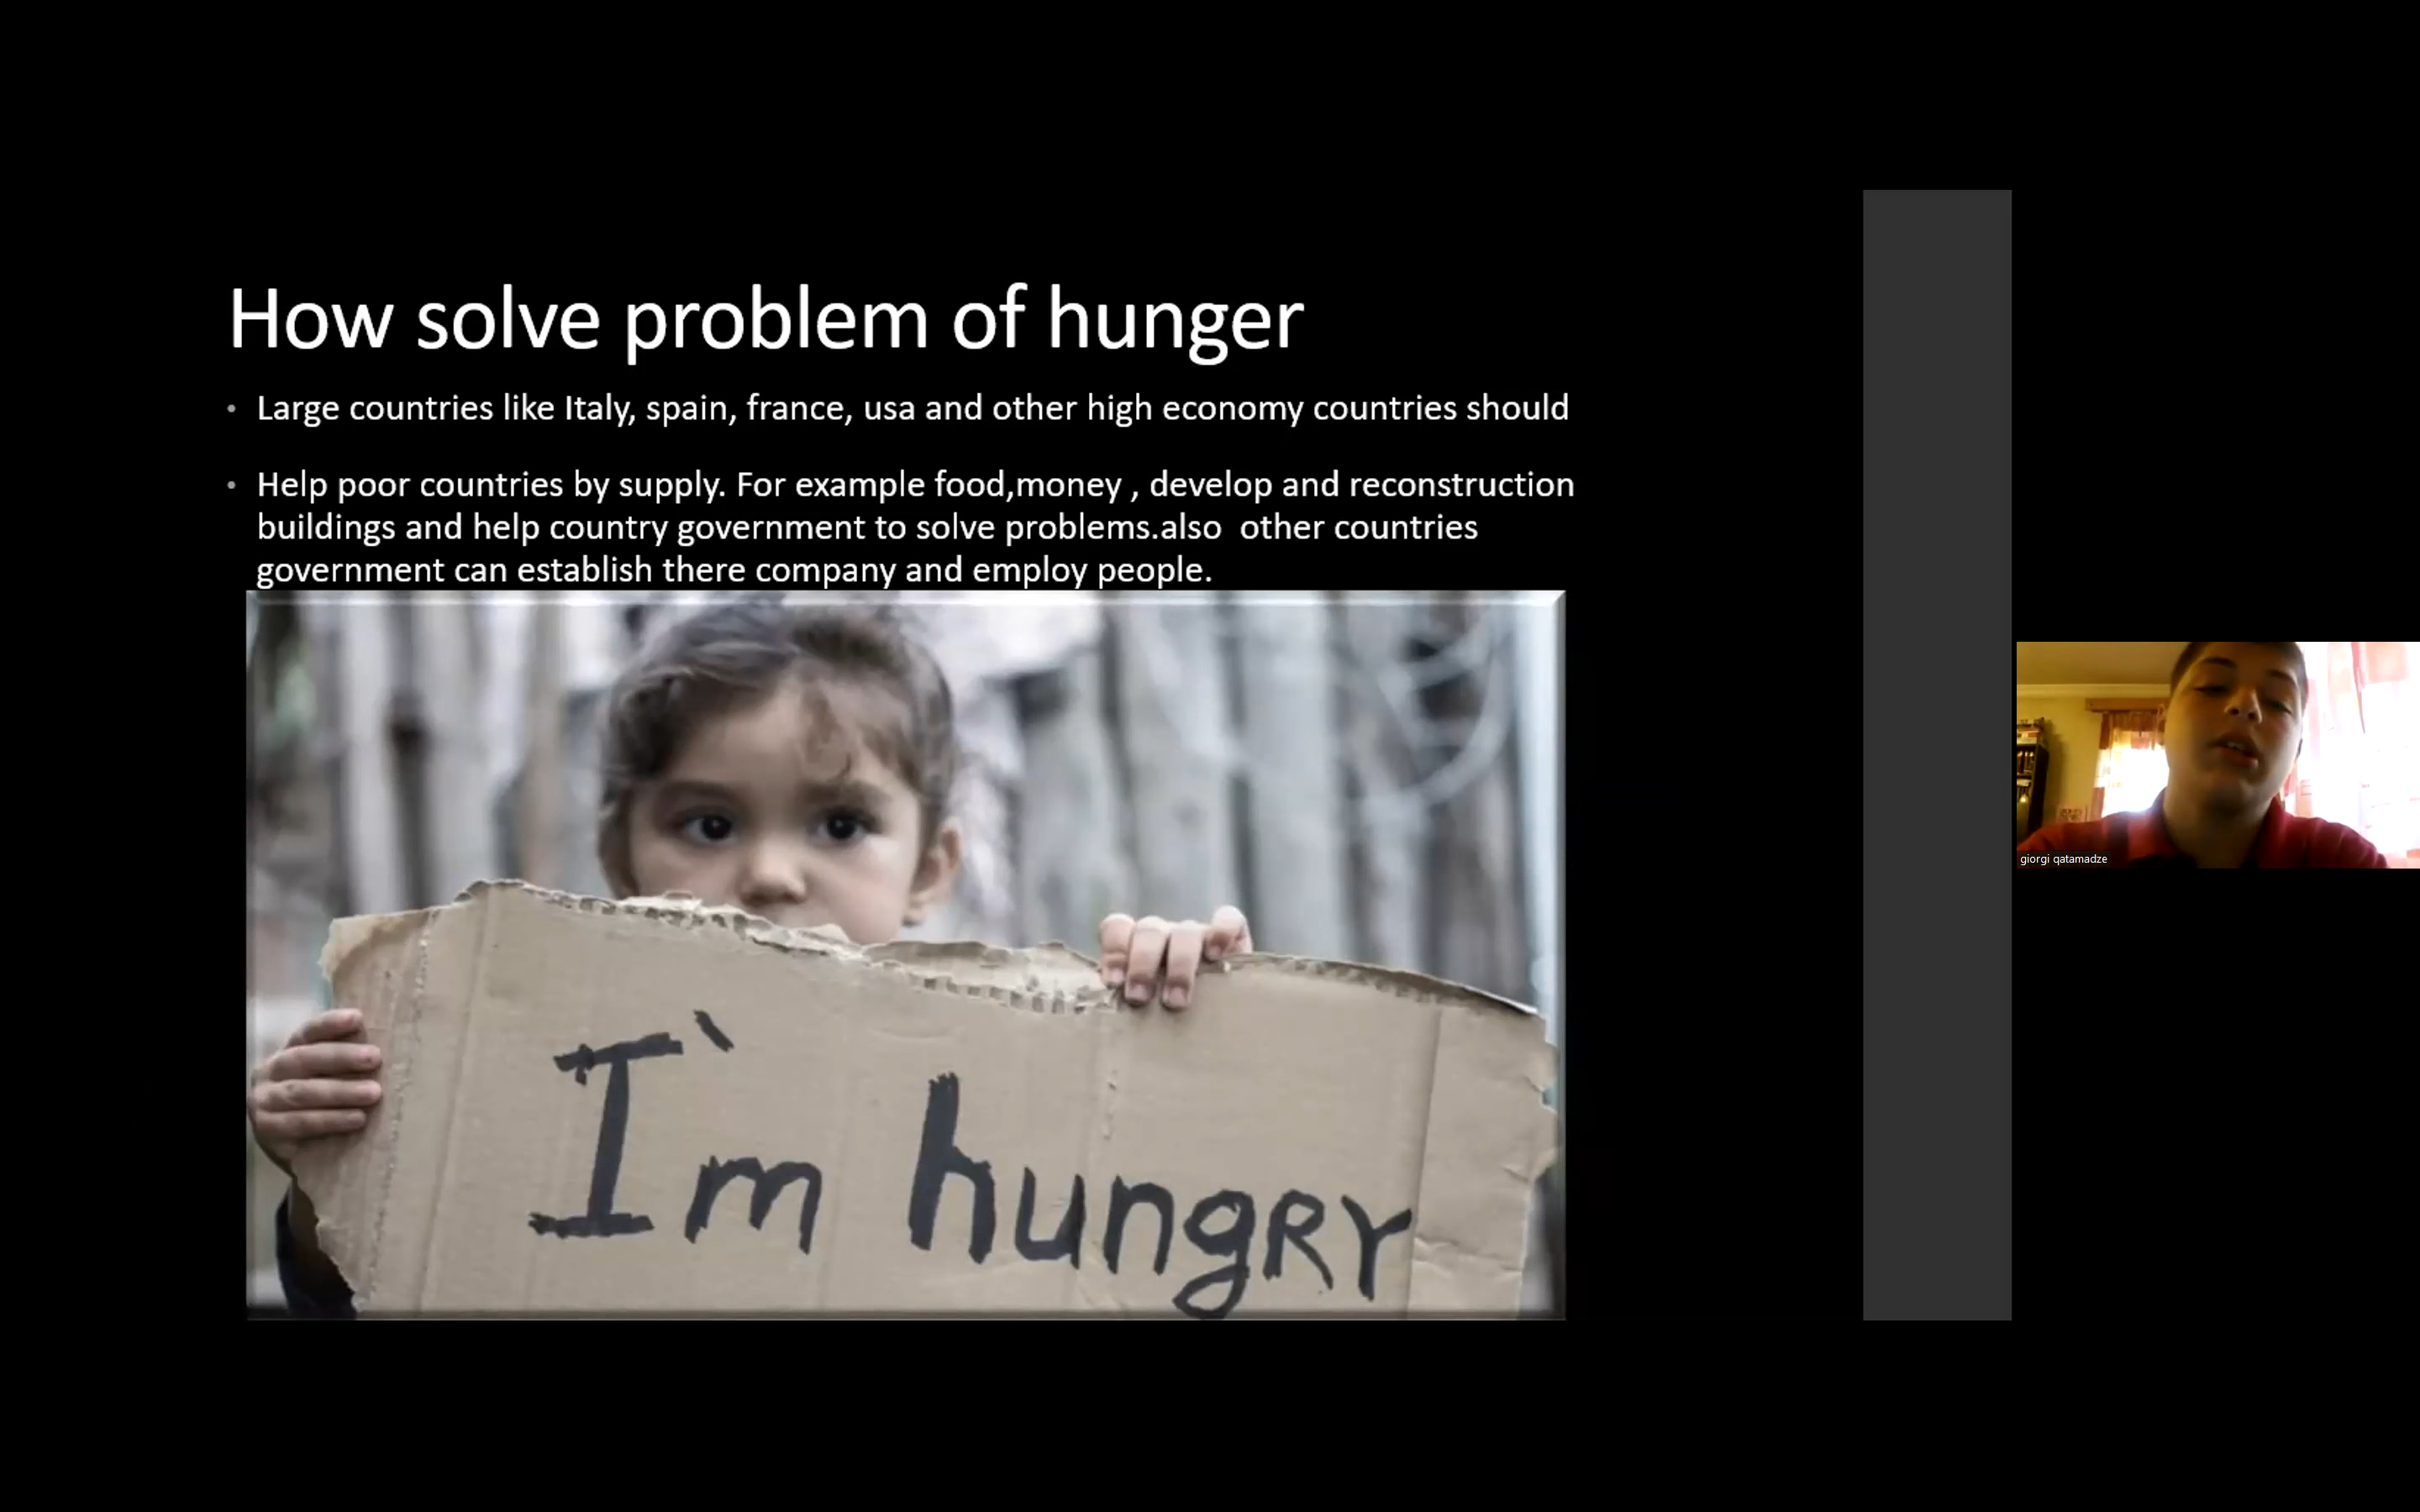 How solve problem of hunger
Large countries like Italy, spain, france, usa and other high economy countries should
Help poor countries by supply. For example food,money , develop and reconstruction
buildings and help country government to solve problems.also  other countries
government can establish there company and employy people.
I`m hungRY
giorgi qatamadze